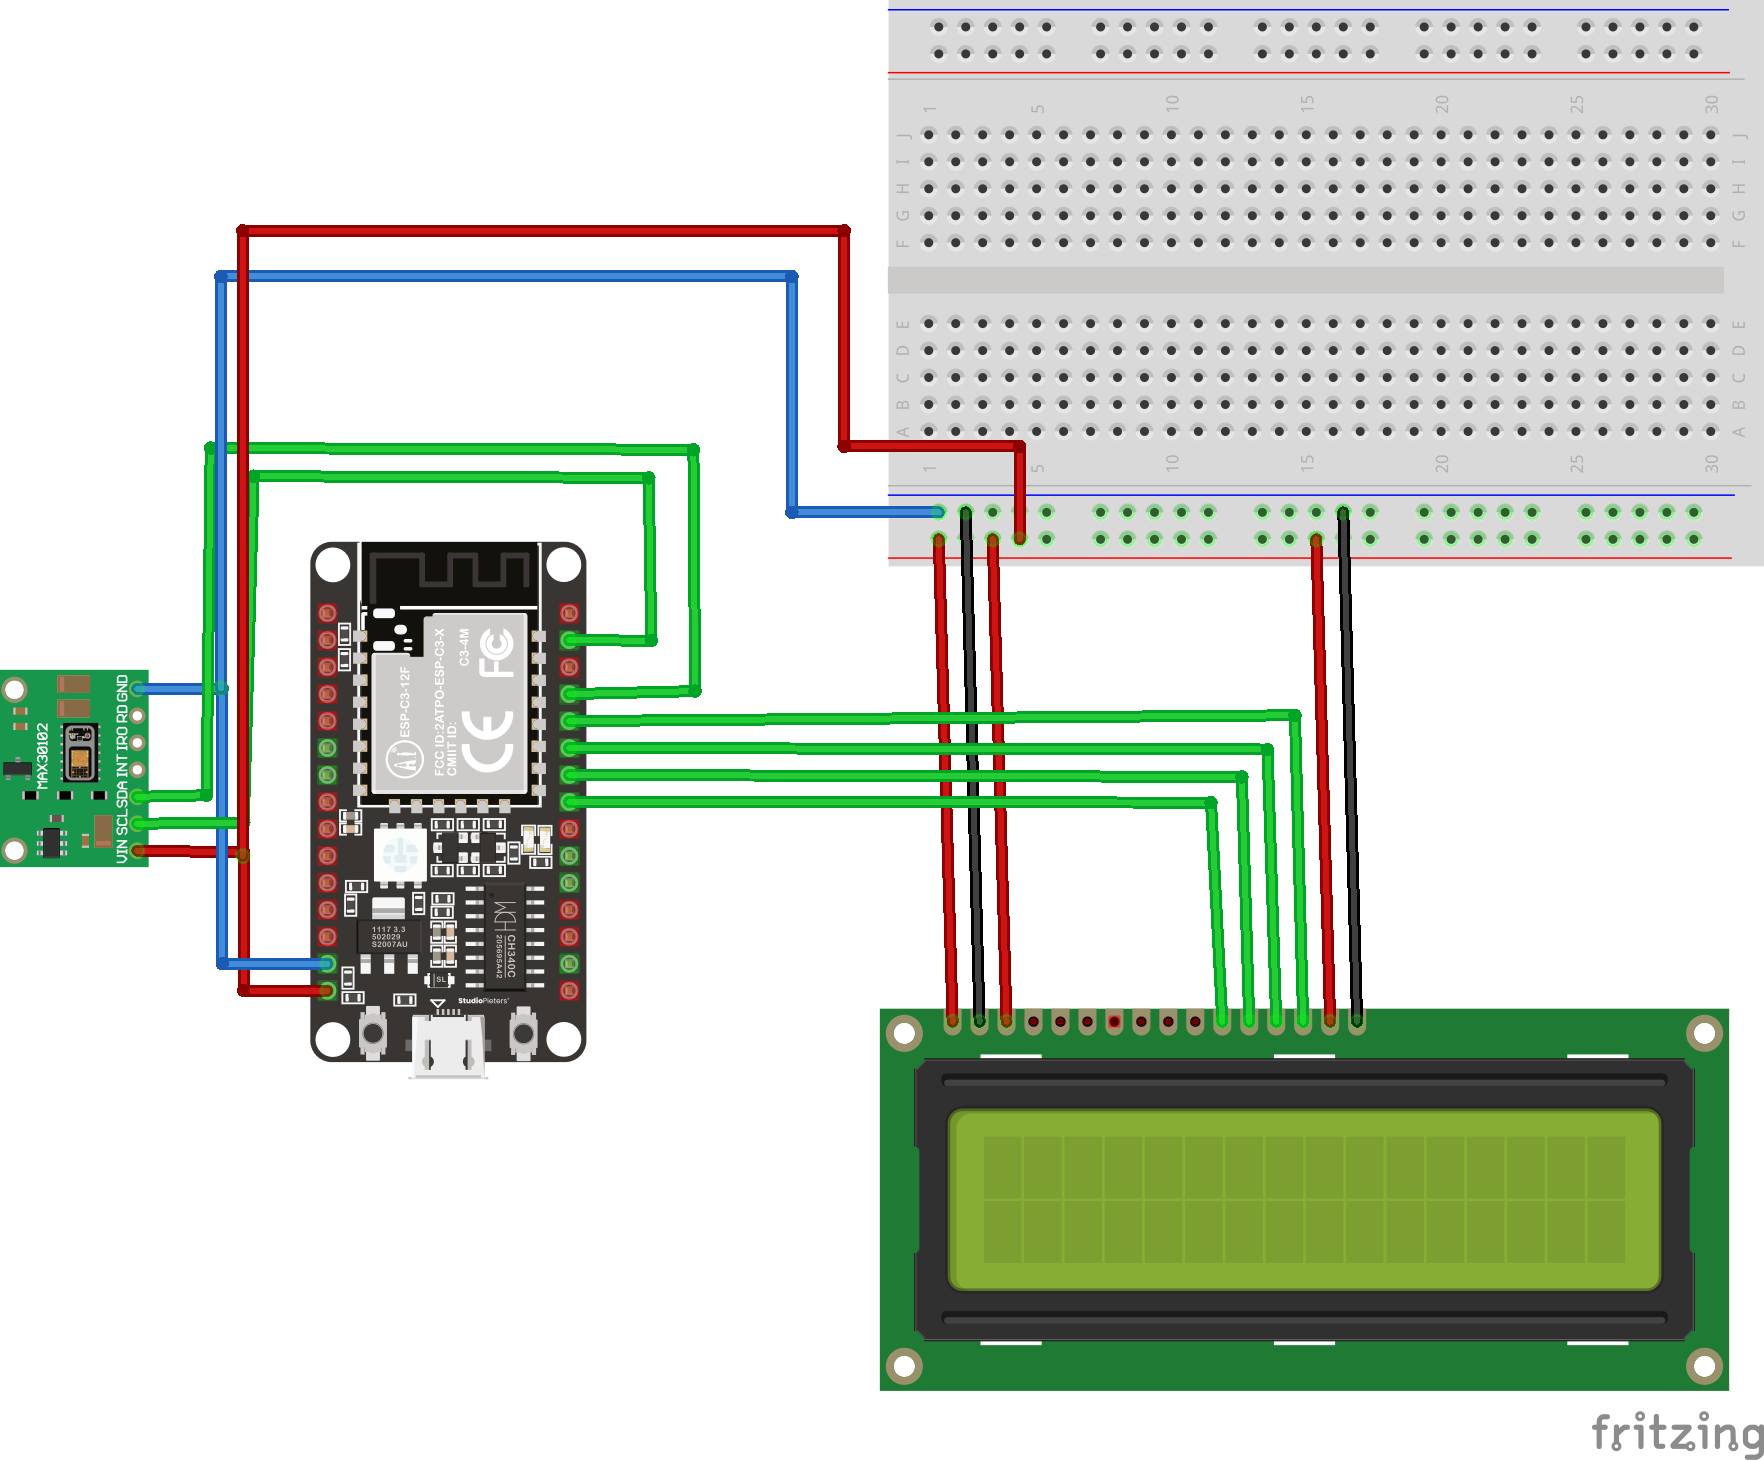 1 5 10 15 20 25 30
J J
I I
H H
G G
F F
E E
D D
C C
B B
A A
1 5 10 15 20 25 30
MAX30102
GND
RD
IRD
INT
SDA
SCL
VIN
ESP-C3-12F
FCC ID:2ATPO-ESP-C3-X
CMIIT ID:
C3-4M
FC
CE
Ai
1117 3.3
502029
S2007AU
CH340C
205695A42
SL
StudioPieters®
fritzing